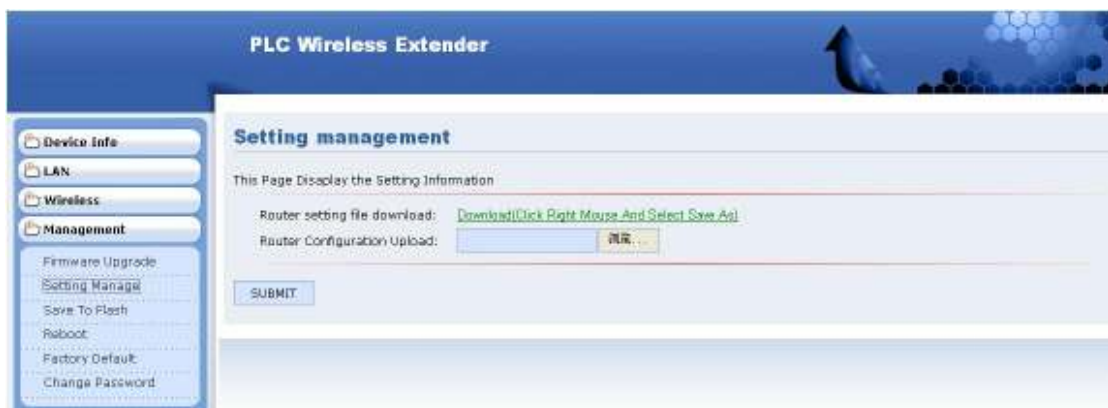 PLC Wireless Extender
Device Info
LAN
Wireless
Management
Firmware Upgrade
Setting Manage
Save To Flash
Reboot
Factory Default
Change Password
Setting management
This Page Disaplay the Setting Information
Router setting file download: Download(Click Right Mouse And Select Save As)
Router Configuration Upload:
SUBMIT